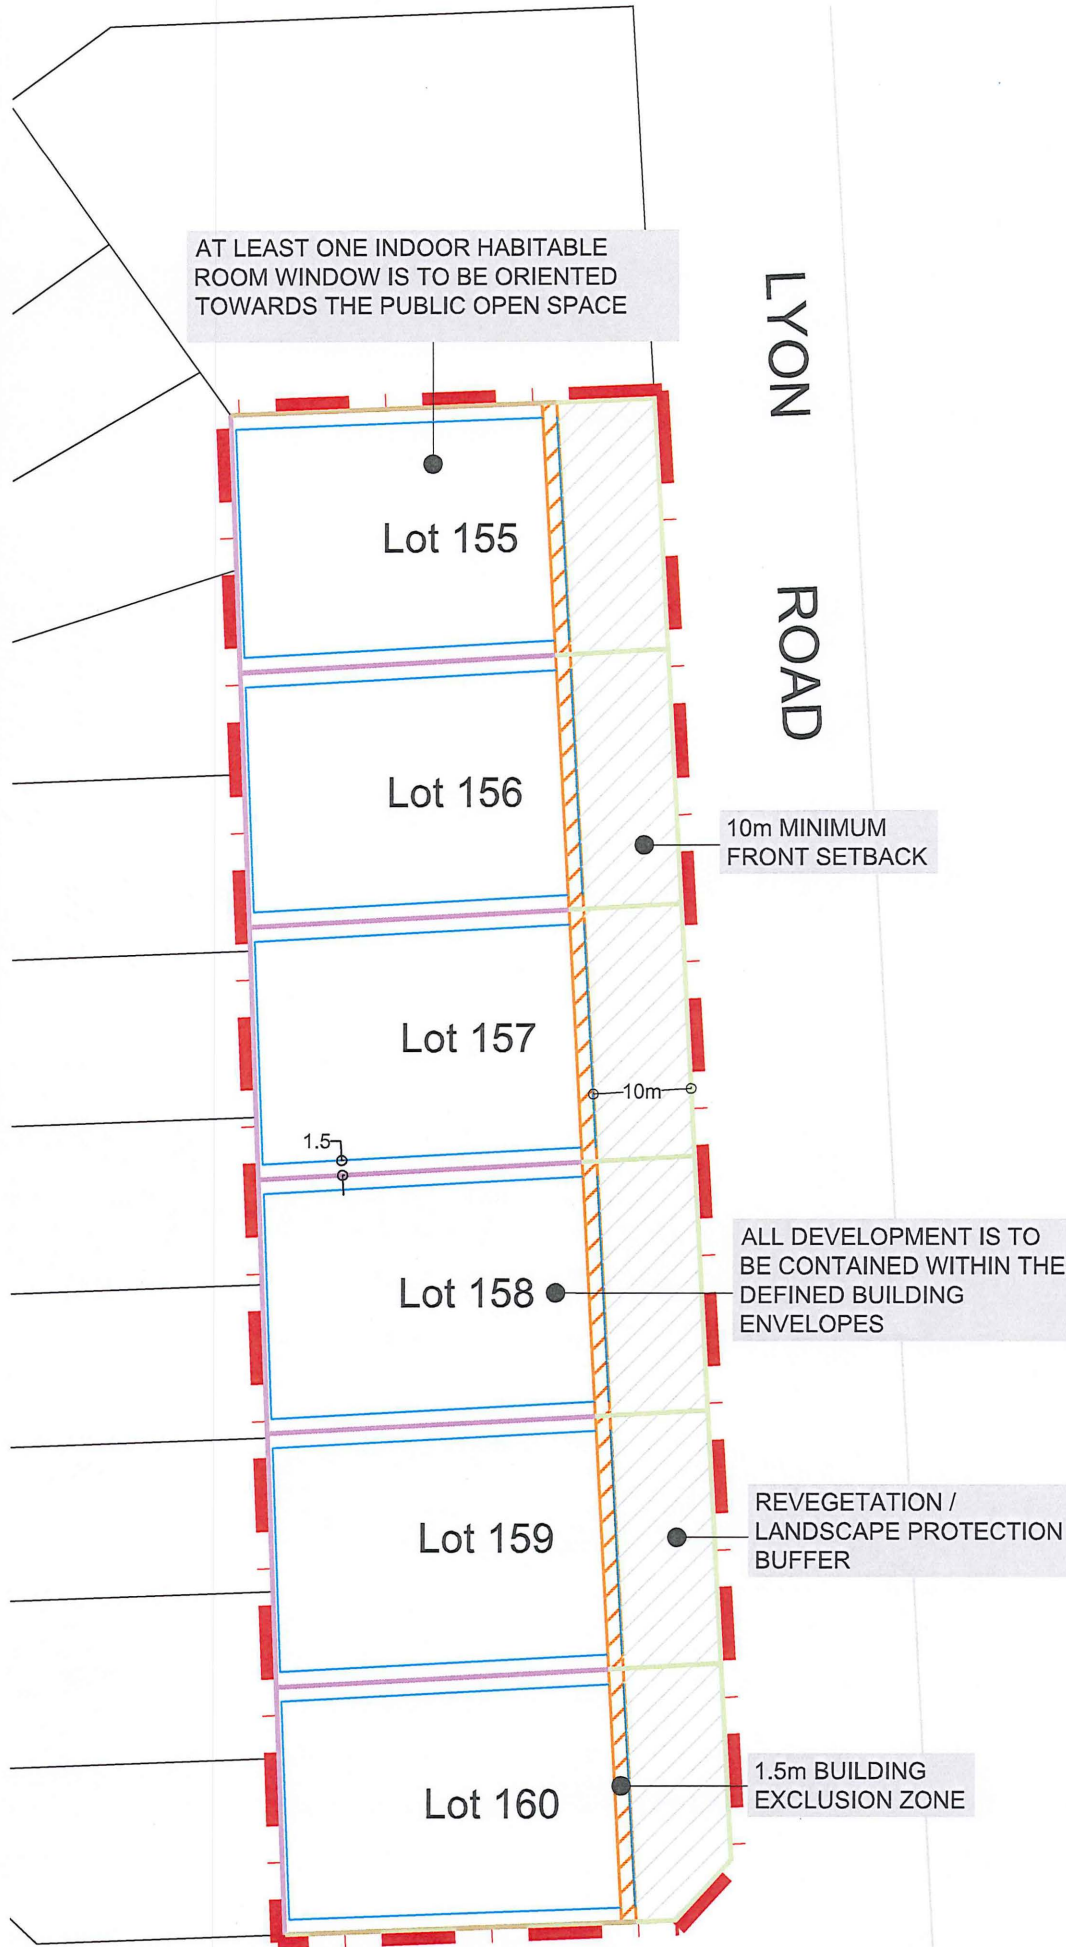 AT LEAST ONE INDOOR HABITABLE
ROOM WINDOW IS TO BE ORIENTED
TOWARDS THE PUBLIC OPEN SPACE
LYON ROAD
Lot 155
Lot 156
10m MINIMUM
FRONT SETBACK
Lot 157
10m
1.5
ALL DEVELOPMENT IS TO
BE CONTAINED WITHIN THE
DEFINED BUILDING
ENVELOPES
Lot 158
REVEGETATION /
LANDSCAPE PROTECTION
BUFFER
Lot 159
1.5m BUILDING
EXCLUSION ZONE
Lot 160